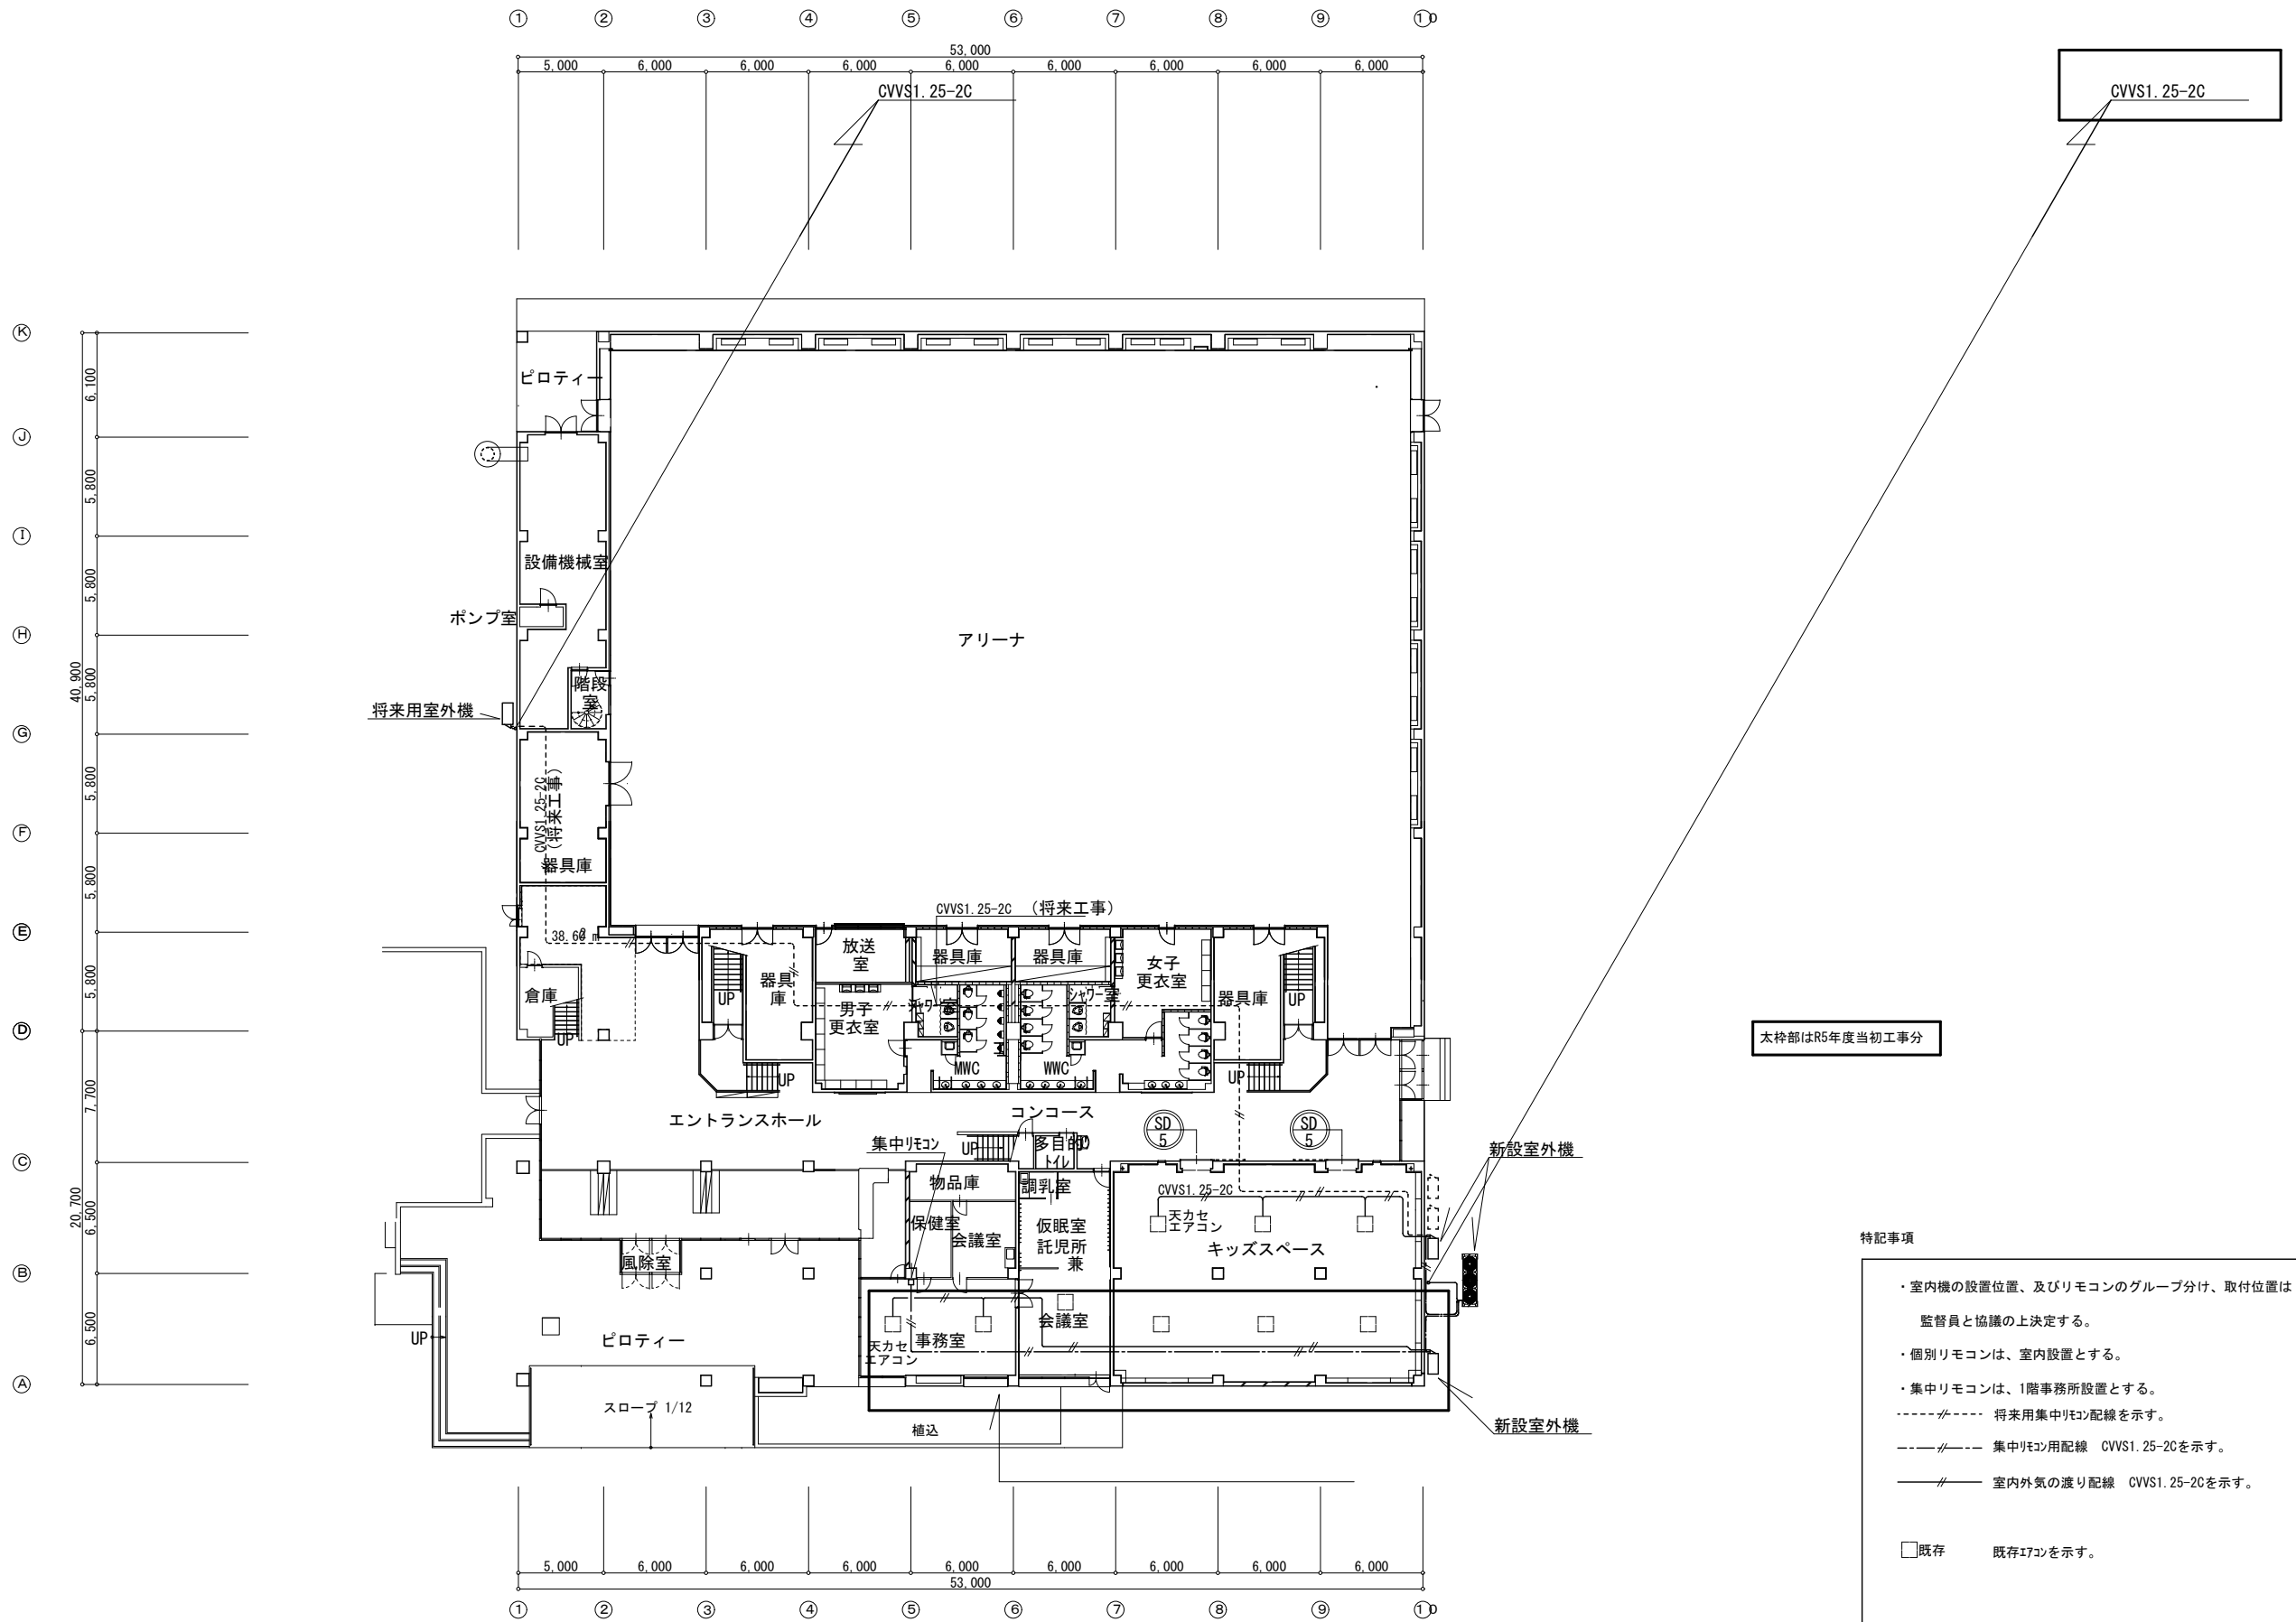 ① ② ③ ④ ⑤ ⑥ ⑦ ⑧ ⑨ ⑩
53,000
5,000 6,000 6,000 6,000 6,000 6,000 6,000 6,000 6,000
CVVS1.25-2C
CVVS1.25-2C
Ⓚ
6,100
ピロティー
Ⓙ
5,800
Ⓘ
設備機械室
5,800
ポンプ室
Ⓗ
アリーナ
40,900
5,800
階段
室
将来用室外機
Ⓖ
5,800
CVVS1.25-2C
(将来工事)
Ⓕ
器具庫
5,800
CVVS1.25-2C (将来工事)
Ⓔ
放送
室
器具庫
器具庫
女子
更衣室
5,800
倉庫
UP
器具
庫
男子
更衣室
シャワー室
シャワー室
器具庫
UP
Ⓓ
UP
太枠部はR5年度当初工事分
7,700
UP
MWC
WWC
UP
エントランスホール
コンコース
SD
5
SD
5
集中リモコン
UP
多目的
トイレ
新設室外機
Ⓒ
物品庫
調乳室
CVVS1.25-2C
20,700
6,500
保健室
会議室
仮眠室
託児所
兼
天カセ
エアコン
キッズスペース
風除室
Ⓑ
6,500
UP
ピロティー
天カセ
エアコン
事務室
会議室
Ⓐ
スロープ 1/12
植込
新設室外機
特記事項
・室内機の設置位置、及びリモコンのグループ分け、取付位置は
監督員と協議の上決定する。
・個別リモコンは、室内設置とする。
・集中リモコンは、1階事務所設置とする。
将来用集中リモコン配線を示す。
集中リモコン用配線 CVVS1.25-2Cを示す。
室内外気の渡り配線 CVVS1.25-2Cを示す。
既存 既存エアコンを示す。
5,000 6,000 6,000 6,000 6,000 6,000 6,000 6,000 6,000
53,000
① ② ③ ④ ⑤ ⑥ ⑦ ⑧ ⑨ ⑩